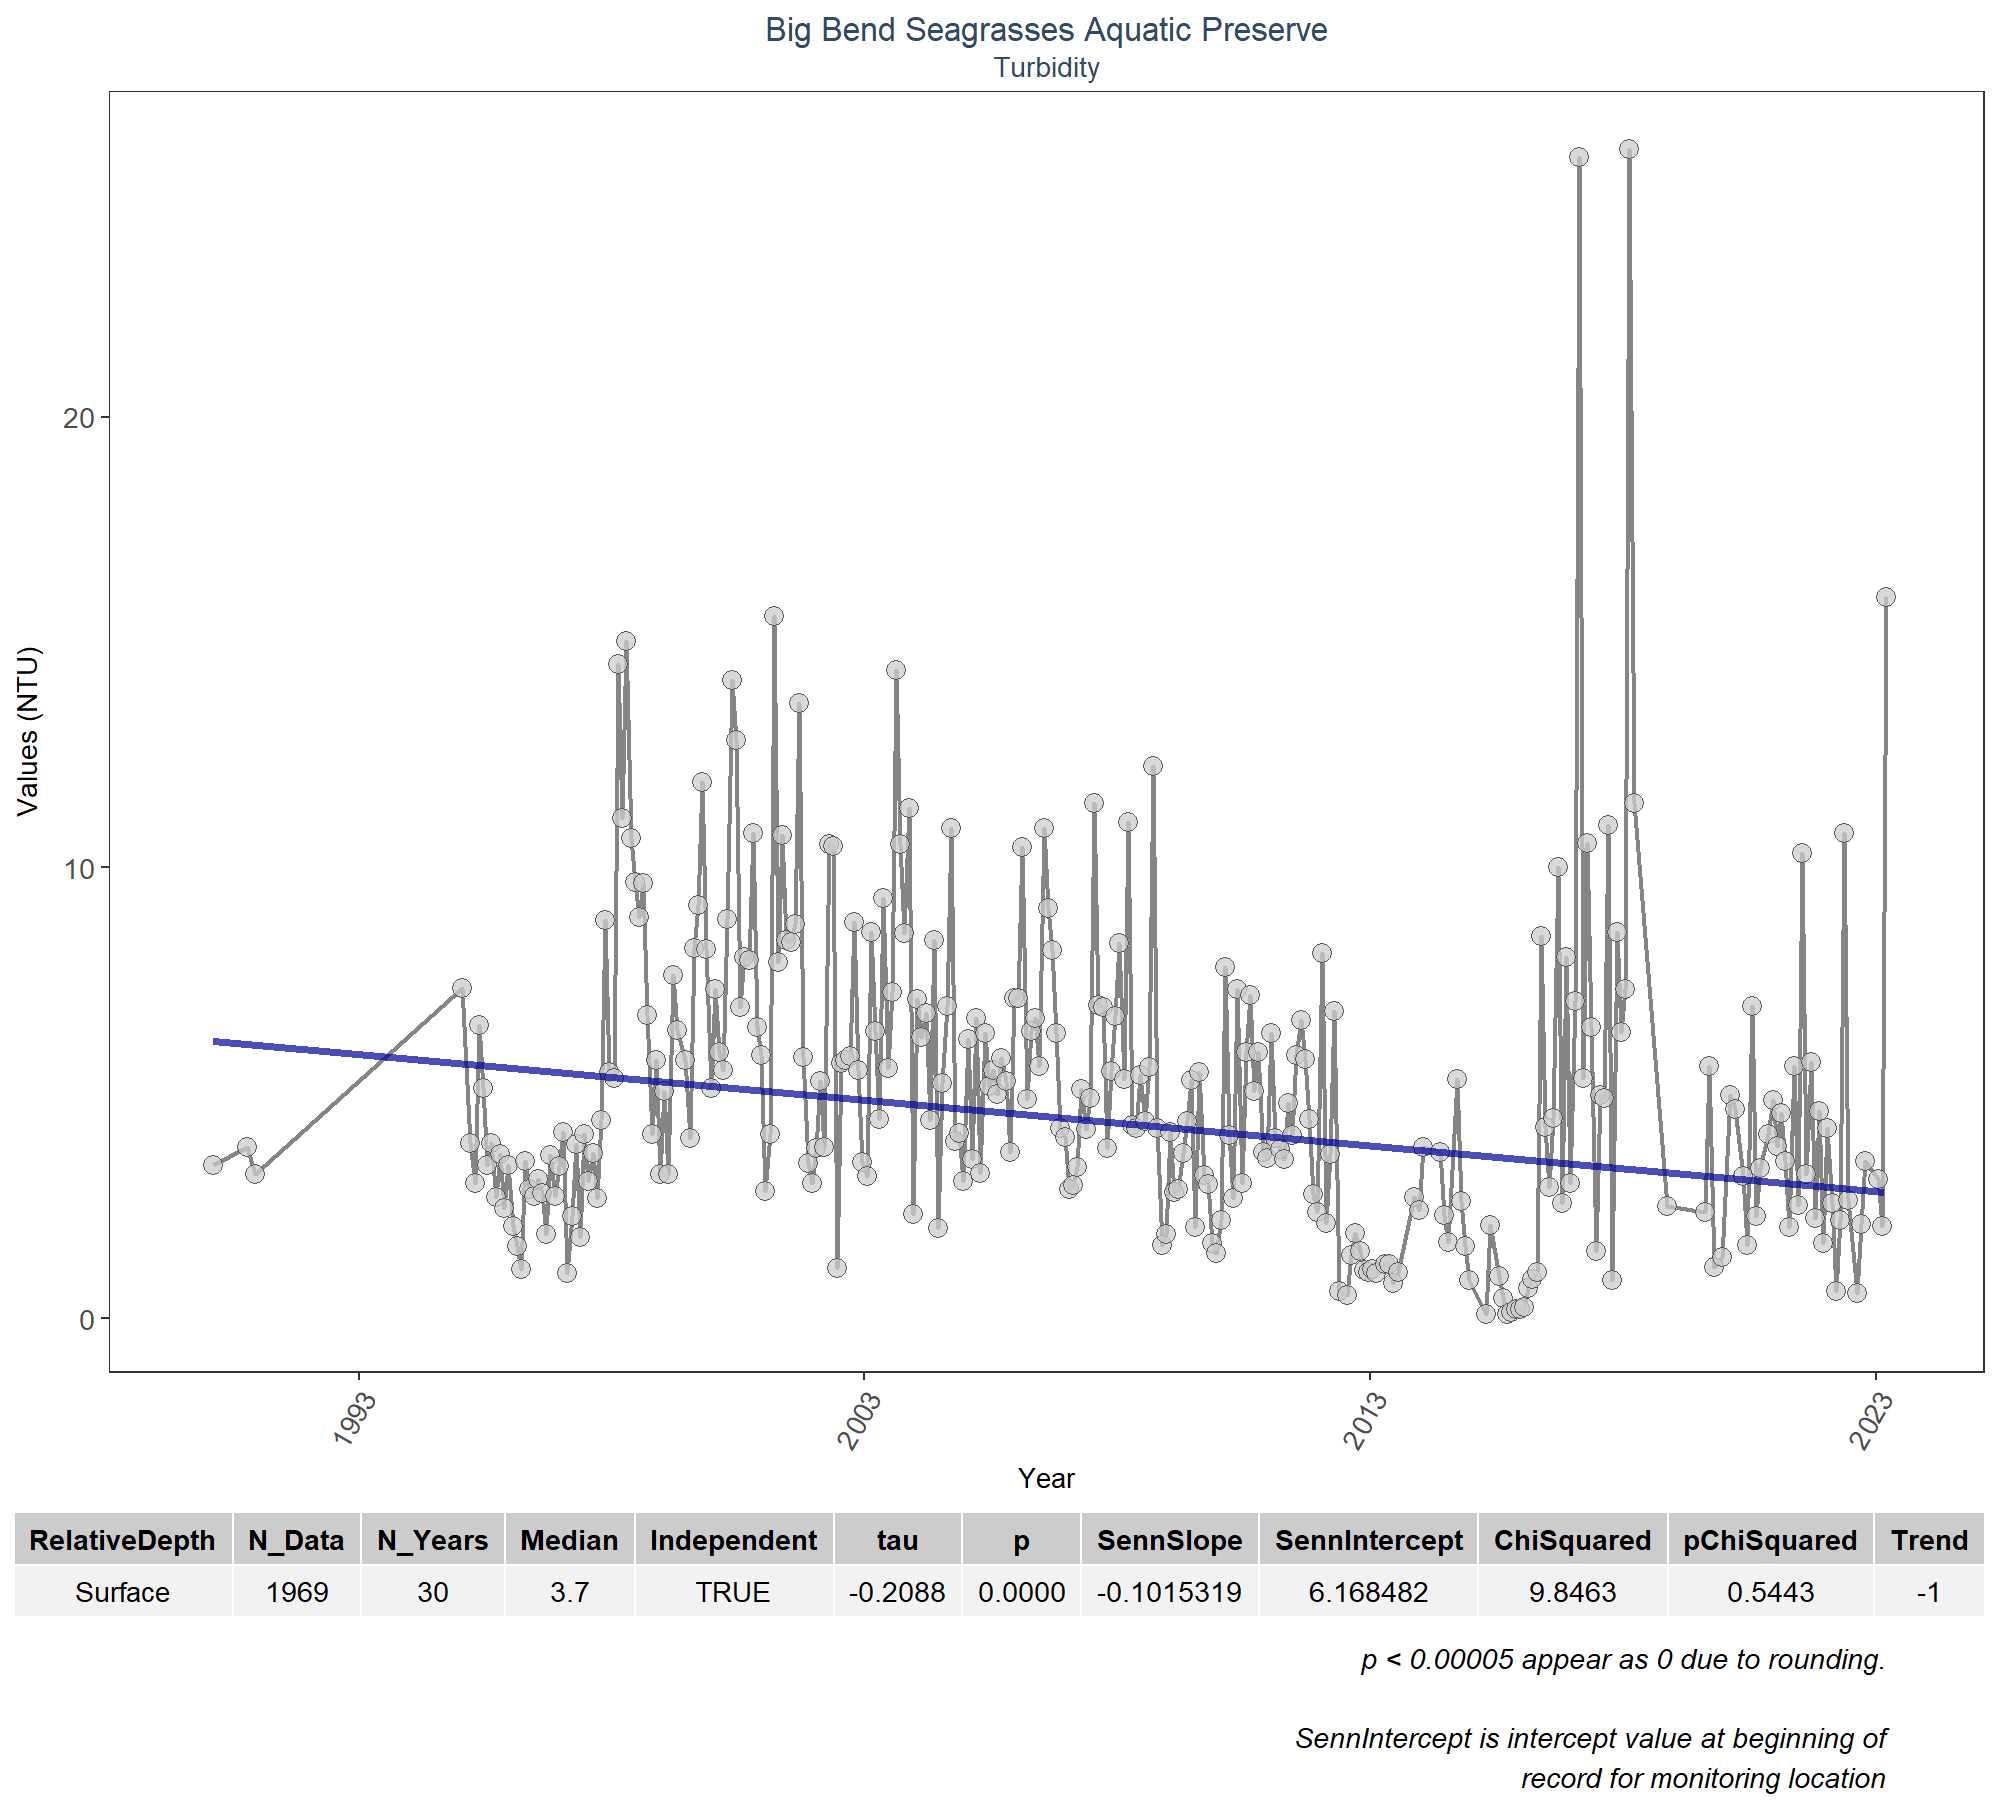 Big Bend Seagrasses Aquatic Preserve
Turbidity
Values (NTU)
20
10
0
1993
2003
2013
2023
Year
RelativeDepth N_Data N_Years Median Independent tau p SennSlope SennIntercept ChiSquared pChiSquared Trend
Surface 1969 30 3.7 TRUE -0.2088 0.0000 -0.1015319 6.168482 9.8463 0.5443 -1
p < 0.00005 appear as 0 due to rounding.
SennIntercept is intercept value at beginning of
record for monitoring location